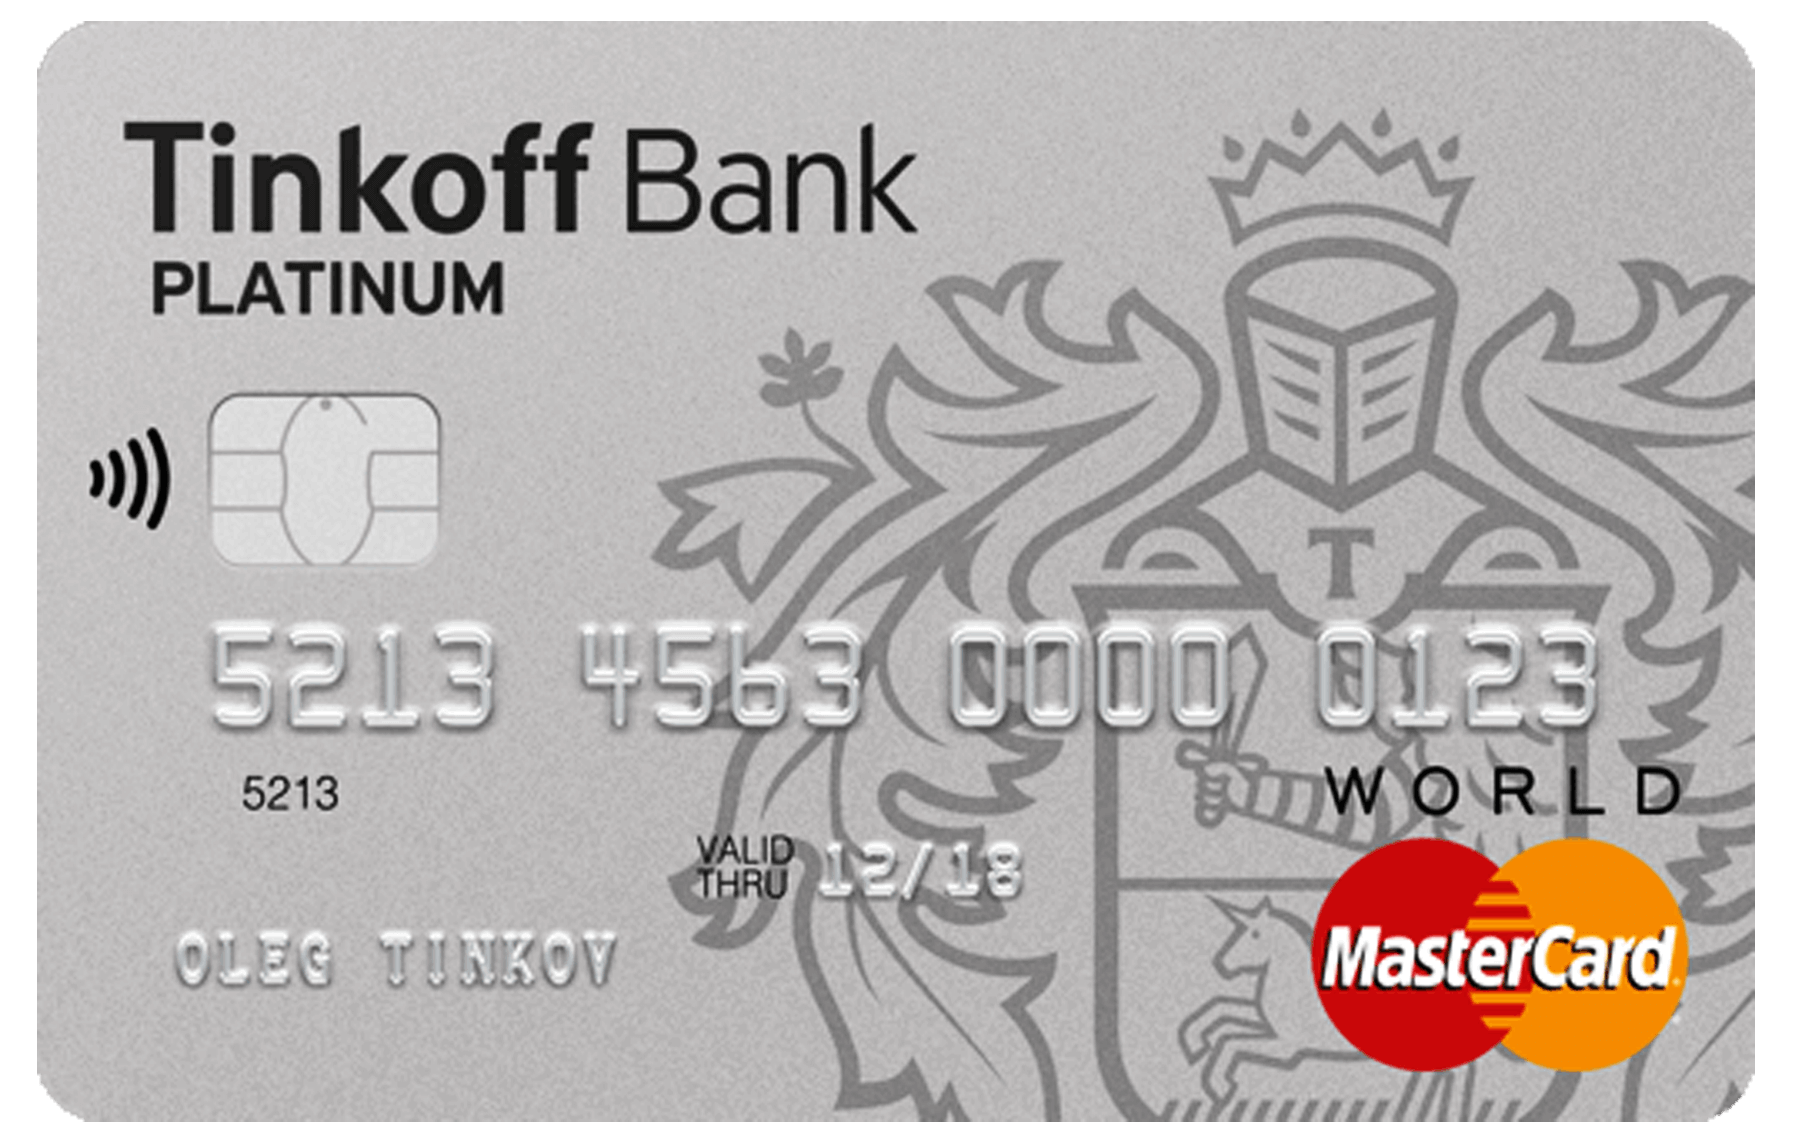 Tinkoff Bank
PLATINUM
T
5213 4563 0000 0123
5213
WORLD
VALID THRU 12/18
OLEG TINKOV
MasterCard